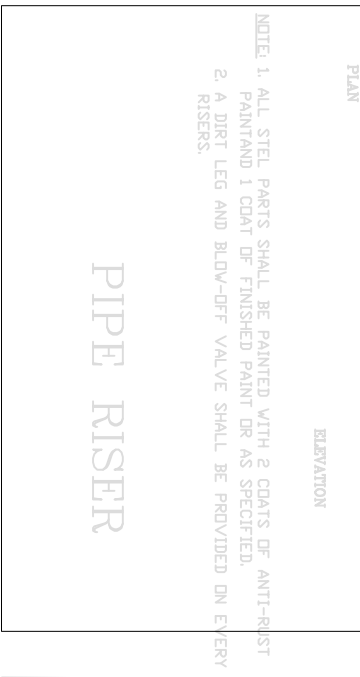 PLAN
ELEVATION
NOTE: 1. ALL STEL PARTS SHALL BE PAINTED WITH 2 COATS OF ANTI-RUST
PAINTAND 1 COAT OF FINISHED PAINT OR AS SPECIFIED.
2. A DIRT LEG AND BLOW-OFF VALVE SHALL BE PROVIDED ON EVERY
RISERS.
PIPE RISER